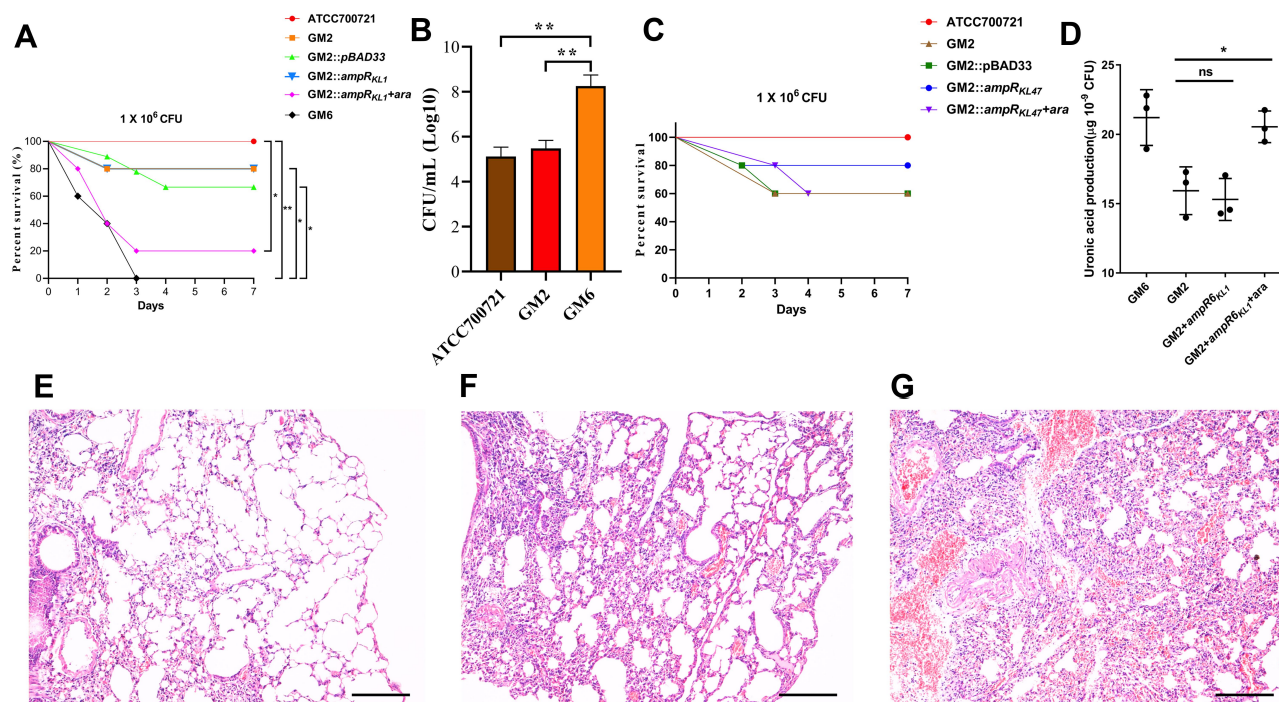 A
ATCC700721
GM2
GM2::pBAD33
GM2::ampR_KL1
GM2::ampR_KL1+ara
GM6
1 X 10^6 CFU
Percent survival (%)
100
80
60
40
20
0
0 1 2 3 4 5 6 7
Days
*
**
*
*
B
**
**
CFU/mL (Log10)
10
8
6
4
2
0
ATCC700721
GM2
GM6
C
ATCC700721
GM2
GM2::pBAD33
GM2::ampR_KL47
GM2::ampR_KL47+ara
1 X 10^6 CFU
Percent survival
100
80
60
40
20
0
0 1 2 3 4 5 6 7
Days
D
*
ns
Uronic acid production(μg 10^-9 CFU)
25
20
15
10
GM6
GM2
GM2+ampR6_KL1
GM2+ampR6_KL1+ara
E
F
G